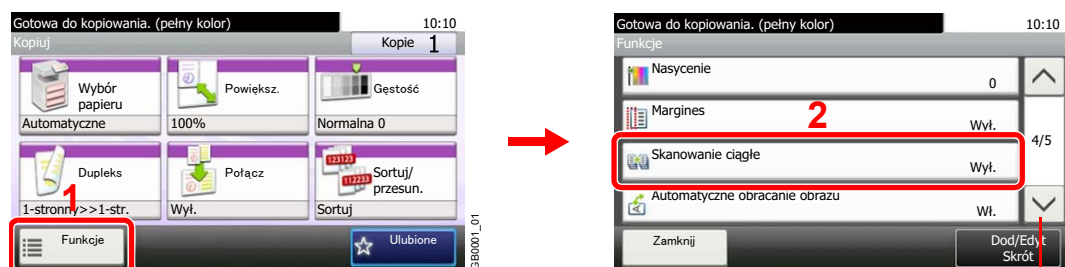 Gotowa do kopiowania. (pełny kolor) 10:10
Kopiuj Kopie 1
Wybór papieru
Automatyczne
Powiększ.
100%
Gęstość
Normalna 0
Dupleks
1-stronny>>1-str.
Połącz
Wył.
123123
112233
Sortuj/
przesun.
Sortuj
1
Funkcje
Ulubione
GB0001_01
Gotowa do kopiowania. (pełny kolor) 10:10
Funkcje
Nasycenie 0
Margines Wył.
2
4/5
Skanowanie ciągłe Wył.
Automatyczne obracanie obrazu Wł.
Zamknij
Dod/Edyt
Skrót